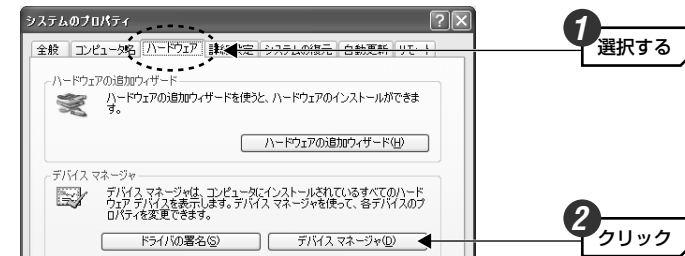 システムのプロパティ
全般 コンピュータ名 ハードウェア 詳細設定 システムの復元 自動更新 リモート
1 選択する
ハードウェアの追加ウィザード
ハードウェアの追加ウィザードを使うと、ハードウェアのインストールができま
す。
ハードウェアの追加ウィザード(H)
デバイス マネージャ
デバイス マネージャは、コンピュータにインストールされているすべてのハード
ウェア デバイスを表示します。デバイス マネージャを使って、各デバイスのプ
ロパティを変更できます。
ドライバの署名(S) デバイス マネージャ(D)
2 クリック